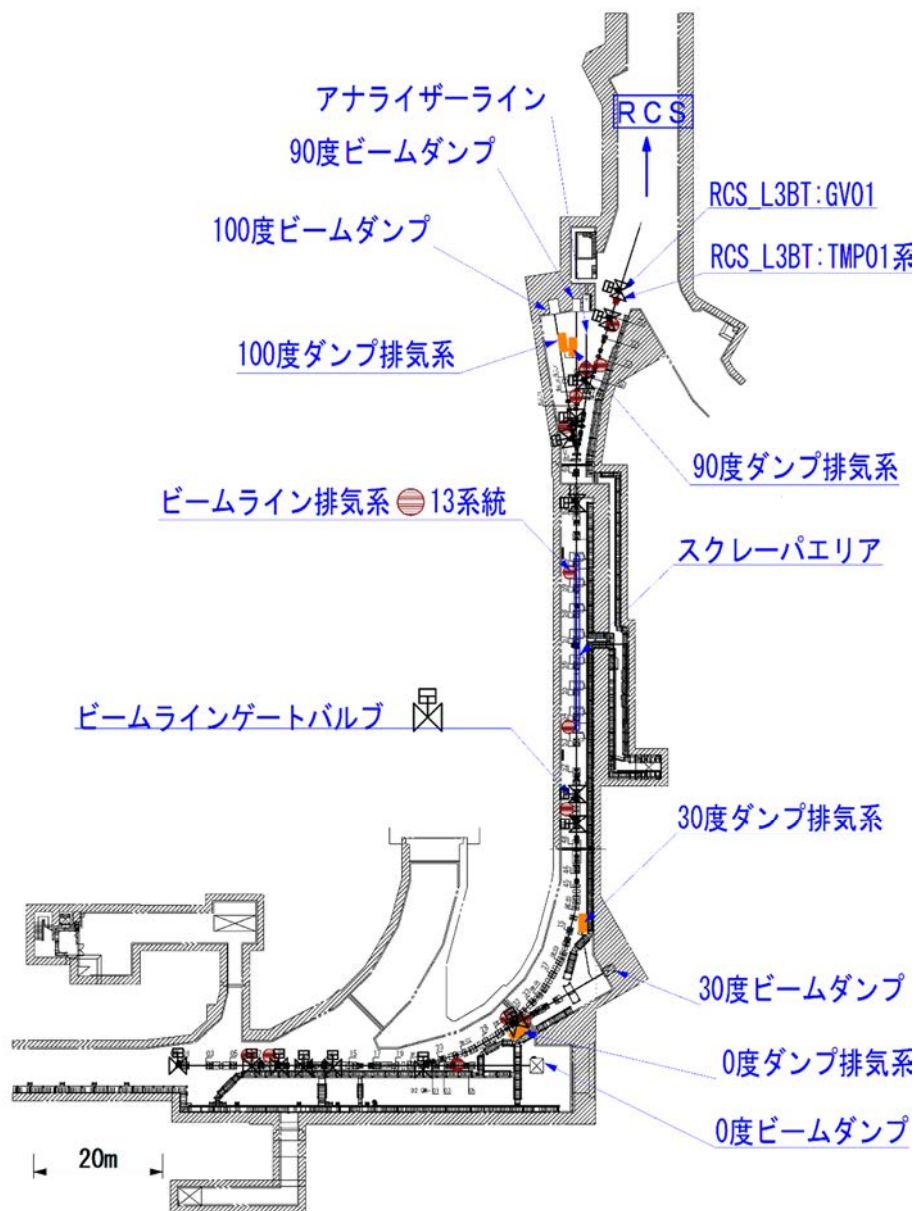 アナライザーライン
RCS
90度ビームダンプ
RCS_L3BT:GV01
100度ビームダンプ
RCS_L3BT:TMP01系
100度ダンプ排気系
90度ダンプ排気系
ビームライン排気系 13系統
スクレーパエリア
ビームラインゲートバルブ
30度ダンプ排気系
30度ビームダンプ
0度ダンプ排気系
0度ビームダンプ
20m